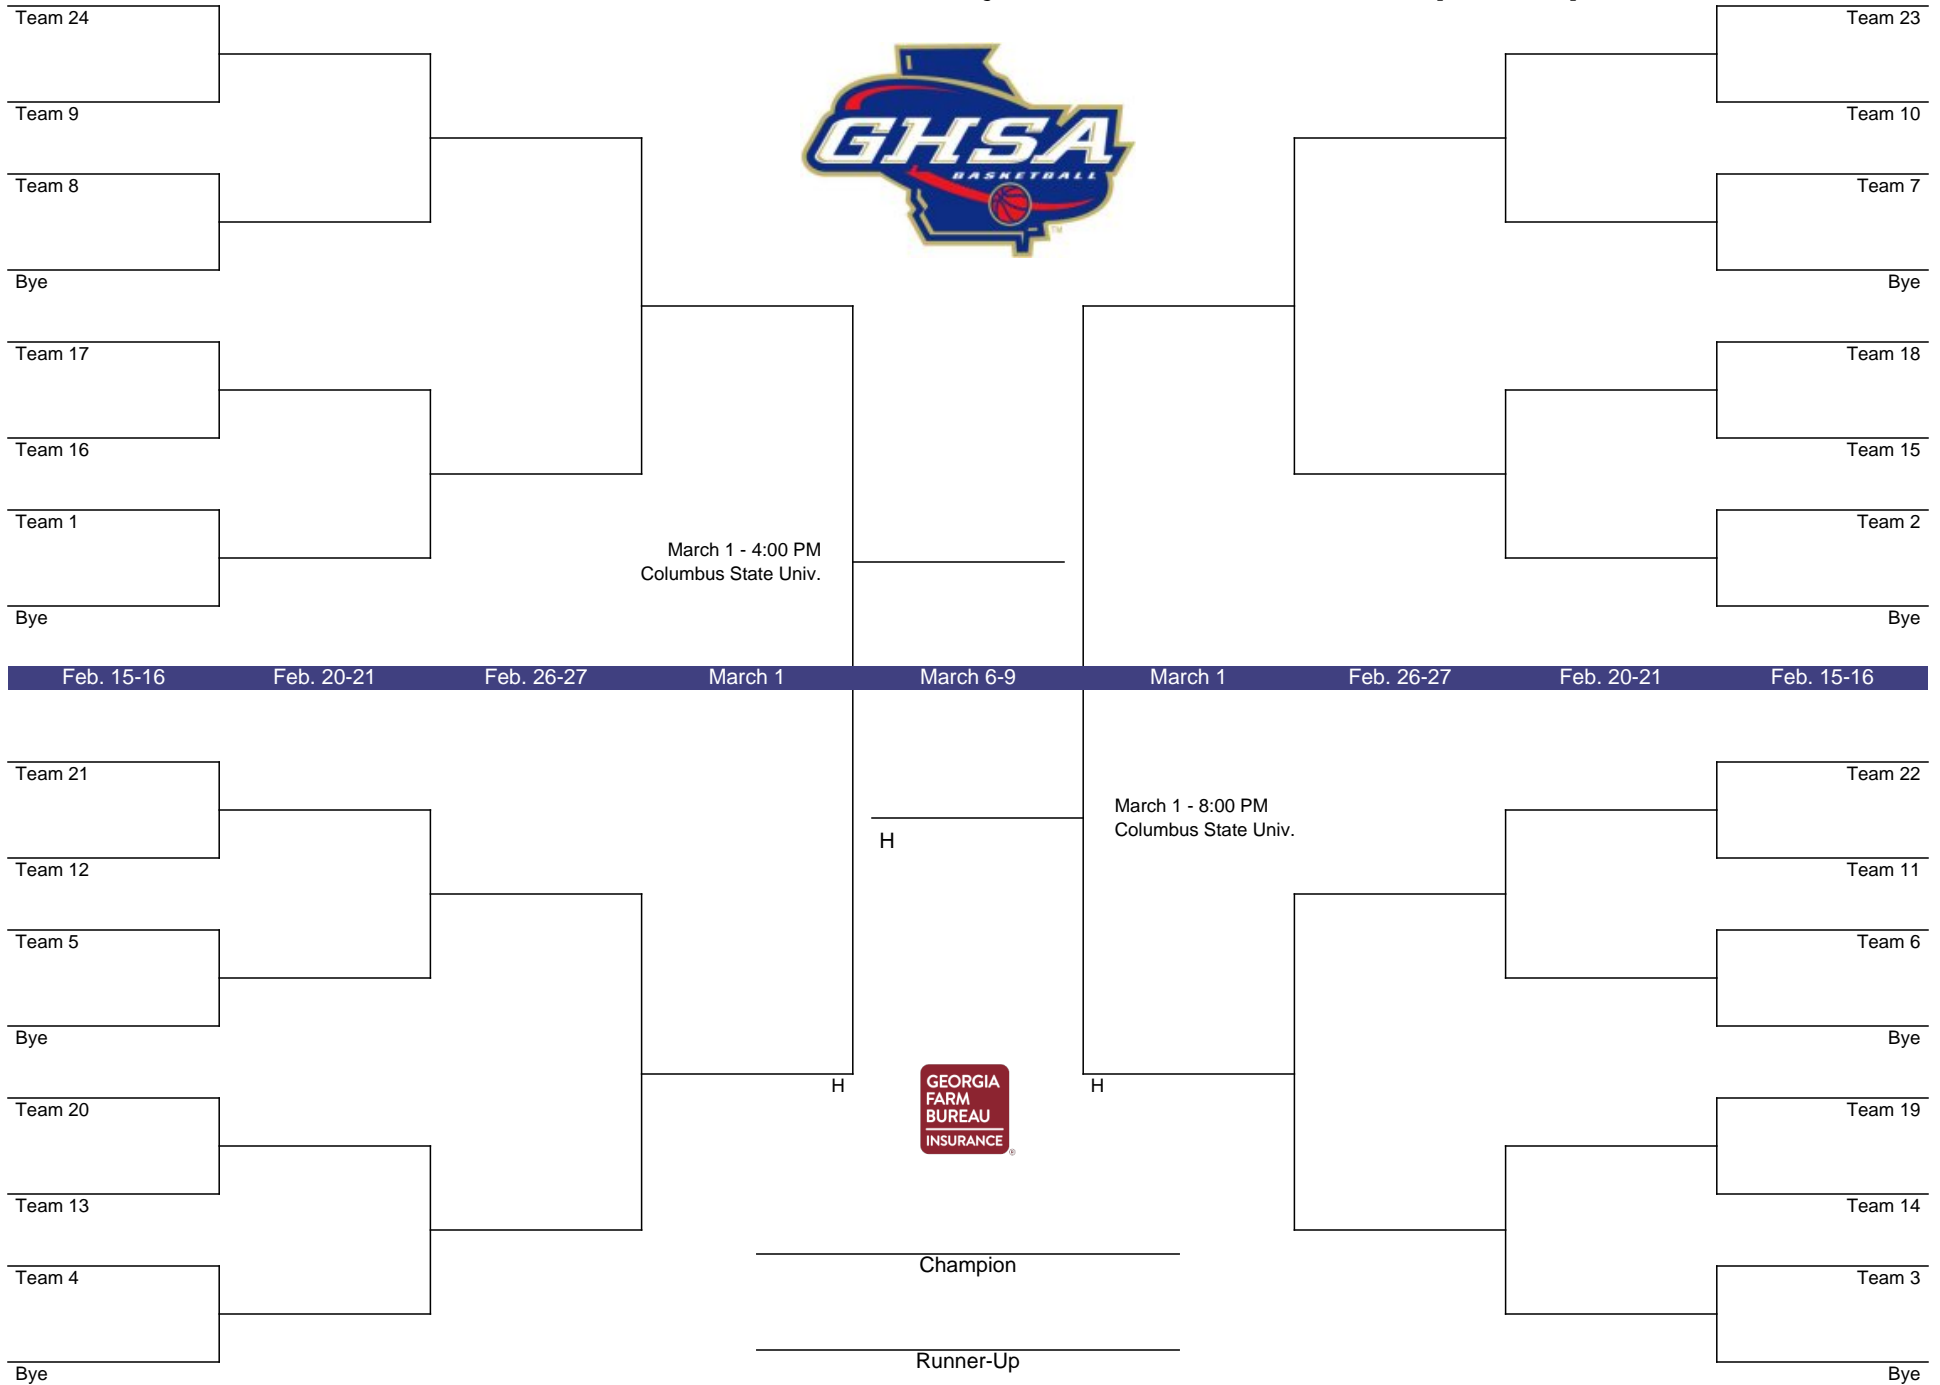 Team 24
Team 23
Team 9
Team 10
GHSA
BASKETBALL
TM
Team 8
Team 7
Bye
Bye
Team 17
Team 18
Team 16
Team 15
Team 1
Team 2
March 1 - 4:00 PM
Columbus State Univ.
Bye
Bye
Feb. 15-16 Feb. 20-21 Feb. 26-27 March 1 March 6-9 March 1 Feb. 26-27 Feb. 20-21 Feb. 15-16
Team 21
Team 22
March 1 - 8:00 PM
Columbus State Univ.
H
Team 12
Team 11
Team 5
Team 6
Bye
Bye
H
H
GEORGIA
FARM
BUREAU
INSURANCE
®
Team 20
Team 19
Team 13
Team 14
Champion
Team 4
Team 3
Runner-Up
Bye
Bye